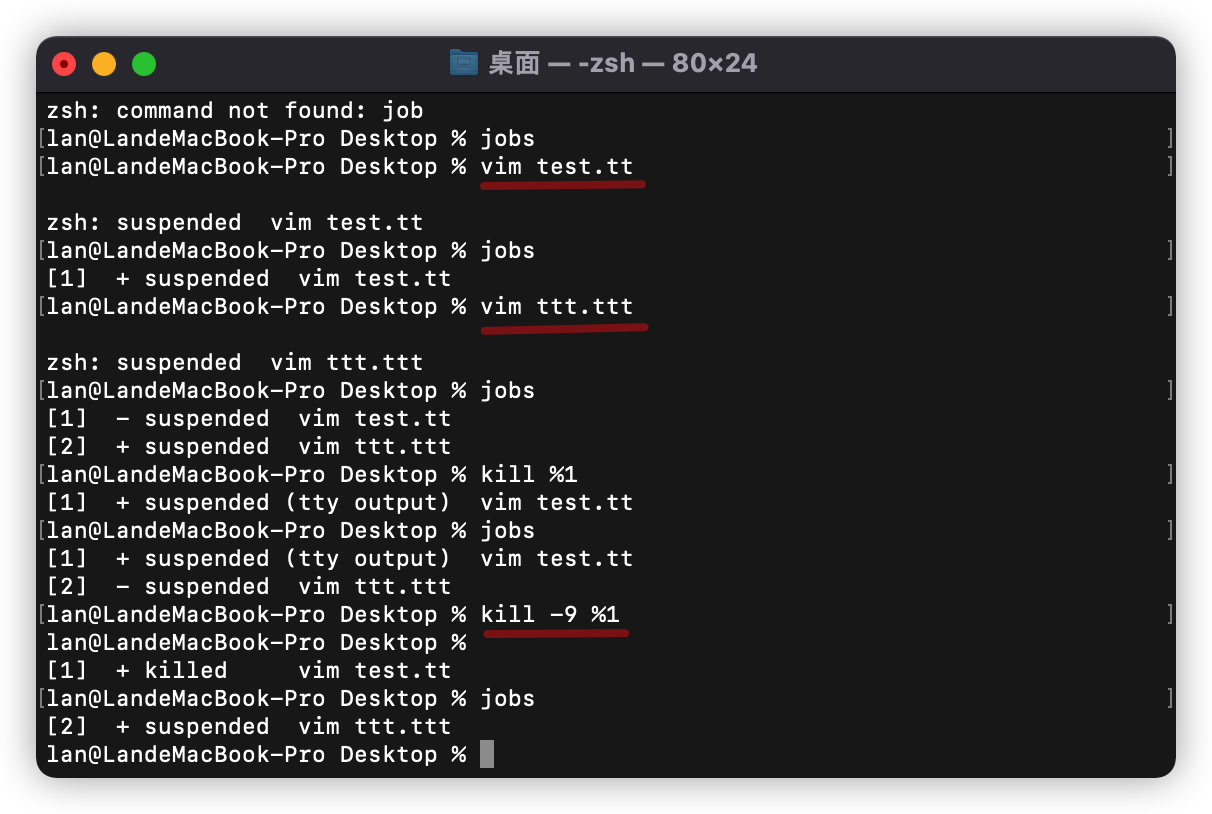 桌面 — -zsh — 80×24
zsh: command not found: job
[lan@LandeMacBook-Pro Desktop % jobs ]
[lan@LandeMacBook-Pro Desktop % vim test.tt ]
zsh: suspended  vim test.tt
[lan@LandeMacBook-Pro Desktop % jobs ]
[1]  + suspended  vim test.tt
[lan@LandeMacBook-Pro Desktop % vim ttt.ttt ]
zsh: suspended  vim ttt.ttt
[lan@LandeMacBook-Pro Desktop % jobs ]
[1]  - suspended  vim test.tt
[2]  + suspended  vim ttt.ttt
[lan@LandeMacBook-Pro Desktop % kill %1 ]
[1]  + suspended (tty output)  vim test.tt
[lan@LandeMacBook-Pro Desktop % jobs ]
[1]  + suspended (tty output)  vim test.tt
[2]  - suspended  vim ttt.ttt
[lan@LandeMacBook-Pro Desktop % kill -9 %1 ]
lan@LandeMacBook-Pro Desktop %
[1]  + killed     vim test.tt
[lan@LandeMacBook-Pro Desktop % jobs ]
[2]  + suspended  vim ttt.ttt
lan@LandeMacBook-Pro Desktop %